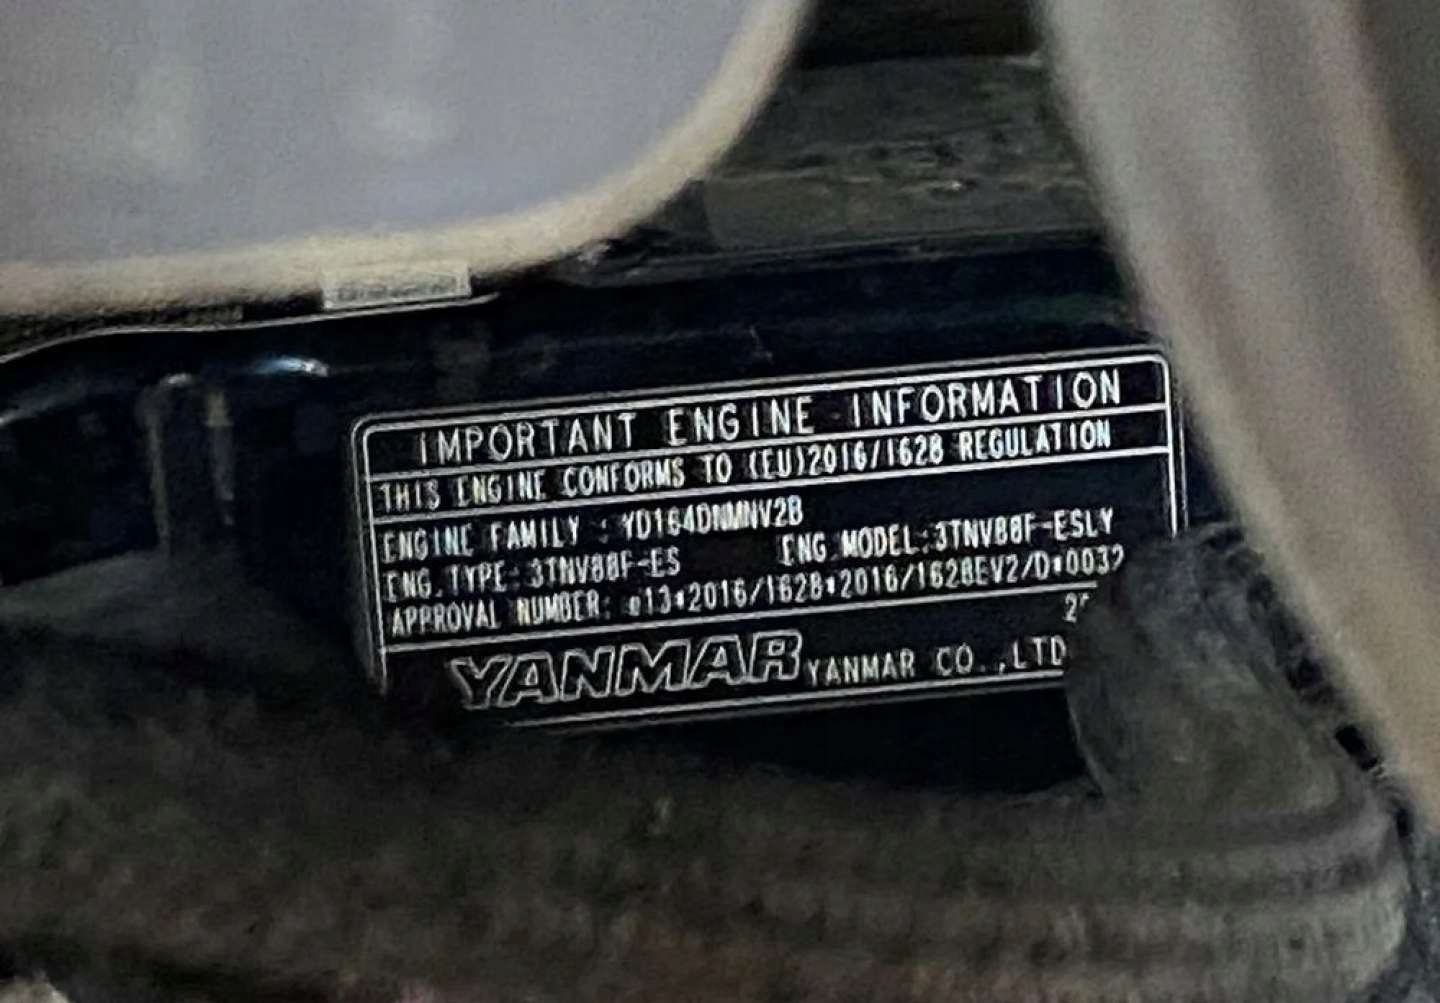 IMPORTANT ENGINE INFORMATION
THIS ENGINE CONFORMS TO (EU)2016/1628 REGULATION
ENGINE FAMILY : YD164DNMNV2B
ENG.TYPE: 3TNV88F-ES ENG MODEL: 3TNV88F-ESLY
APPROVAL NUMBER: e13*2016/1628*2016/1628EV2/D*0032
YANMAR YANMAR CO.,LTD